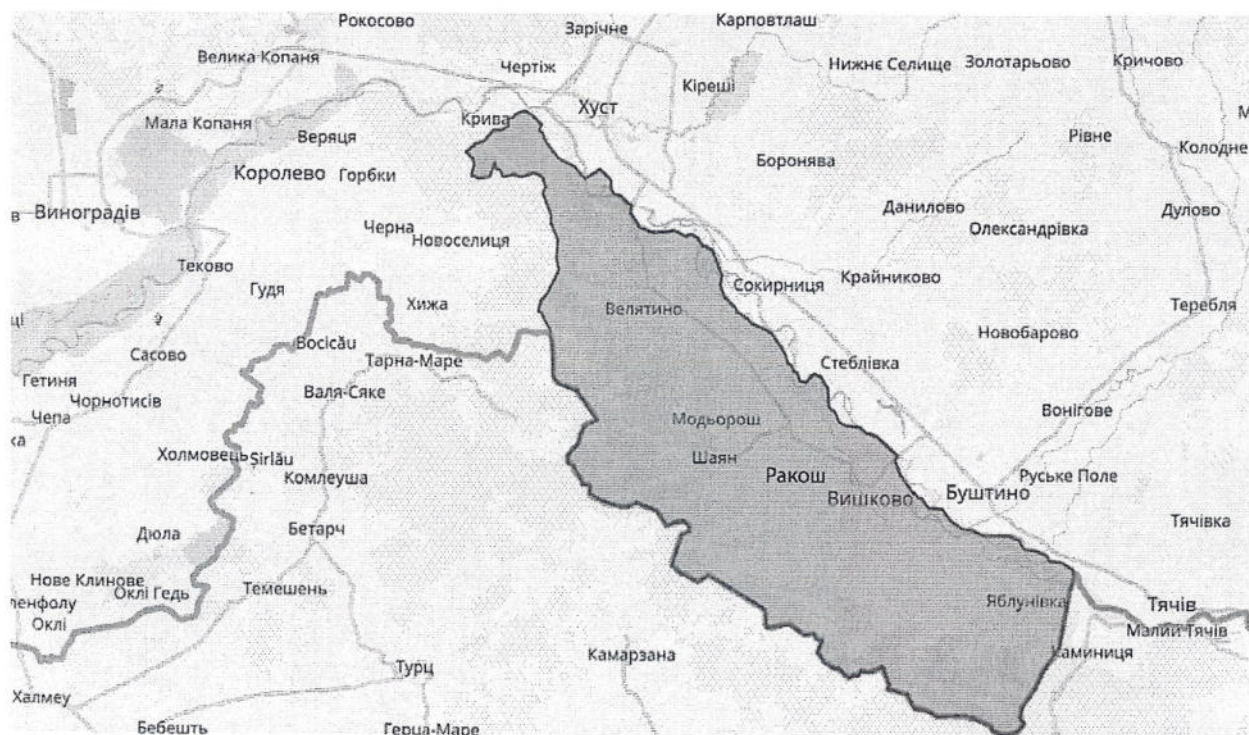 Рокосово
Зарічне
Карповтлаш
Велика Копаня
Чертіж
Кіреші
Нижнє Селище
Золотарьово
Кричово
Мала Копаня
Веряця
Крива
Хуст
Рівне
Колодне
Королево
Горбки
Боронява
Виноградів
Данилово
Дулово
Черна
Новоселиця
Олександрівка
Теково
Гудя
Хижа
Сокирниця
Крайниково
Велятино
Теребля
Новобарово
Bocicău
Сасово
Тарна-Маре
Стеблівка
Гетиня
Валя-Сяке
Чорнотисів
Чепа
Модьорош
Вонігове
Холмовець
Șirlău
Шаян
Комлеуша
Ракош
Вишково
Буштино
Руське Поле
Дюла
Бетарч
Тячівка
Нове Клинове
Оклі Гедь
Темешень
ленфолу
Оклі
Яблунівка
Тячів
Малий Тячів
Камарзана
Каминиця
Турц
Халмеу
Бебешть
Герца-Маре